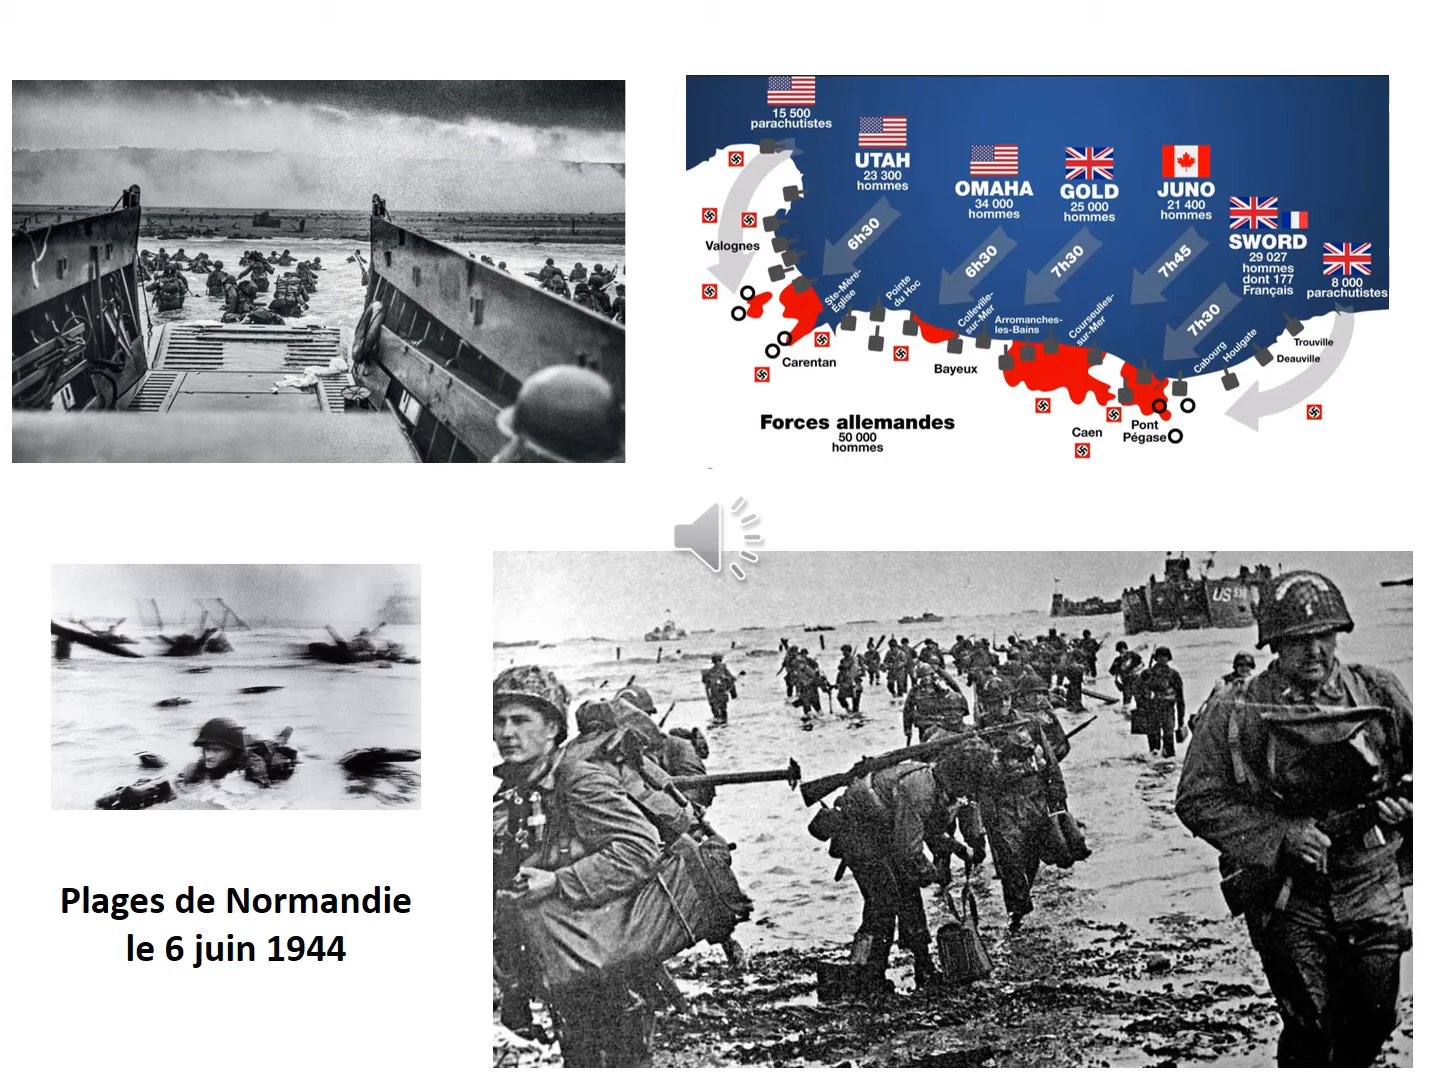 15 500
parachutistes
UTAH
23 300
hommes
OMAHA
34 000
hommes
GOLD
25 000
hommes
JUNO
21 400
hommes
SWORD
29 027
hommes
dont 177
Français
8 000
parachutistes
6h30
6h30
7h30
7h45
7h30
Valognes
Ste-Mère-
Église
Pointe
du Hoc
Colleville-
sur-Mer
Arromanches-
les-Bains
Courseulles-
sur-Mer
Cabourg
Houlgate
Trouville
Deauville
Carentan
Bayeux
Caen
Pont
Pégase
Forces allemandes
50 000
hommes
Plages de Normandie
le 6 juin 1944